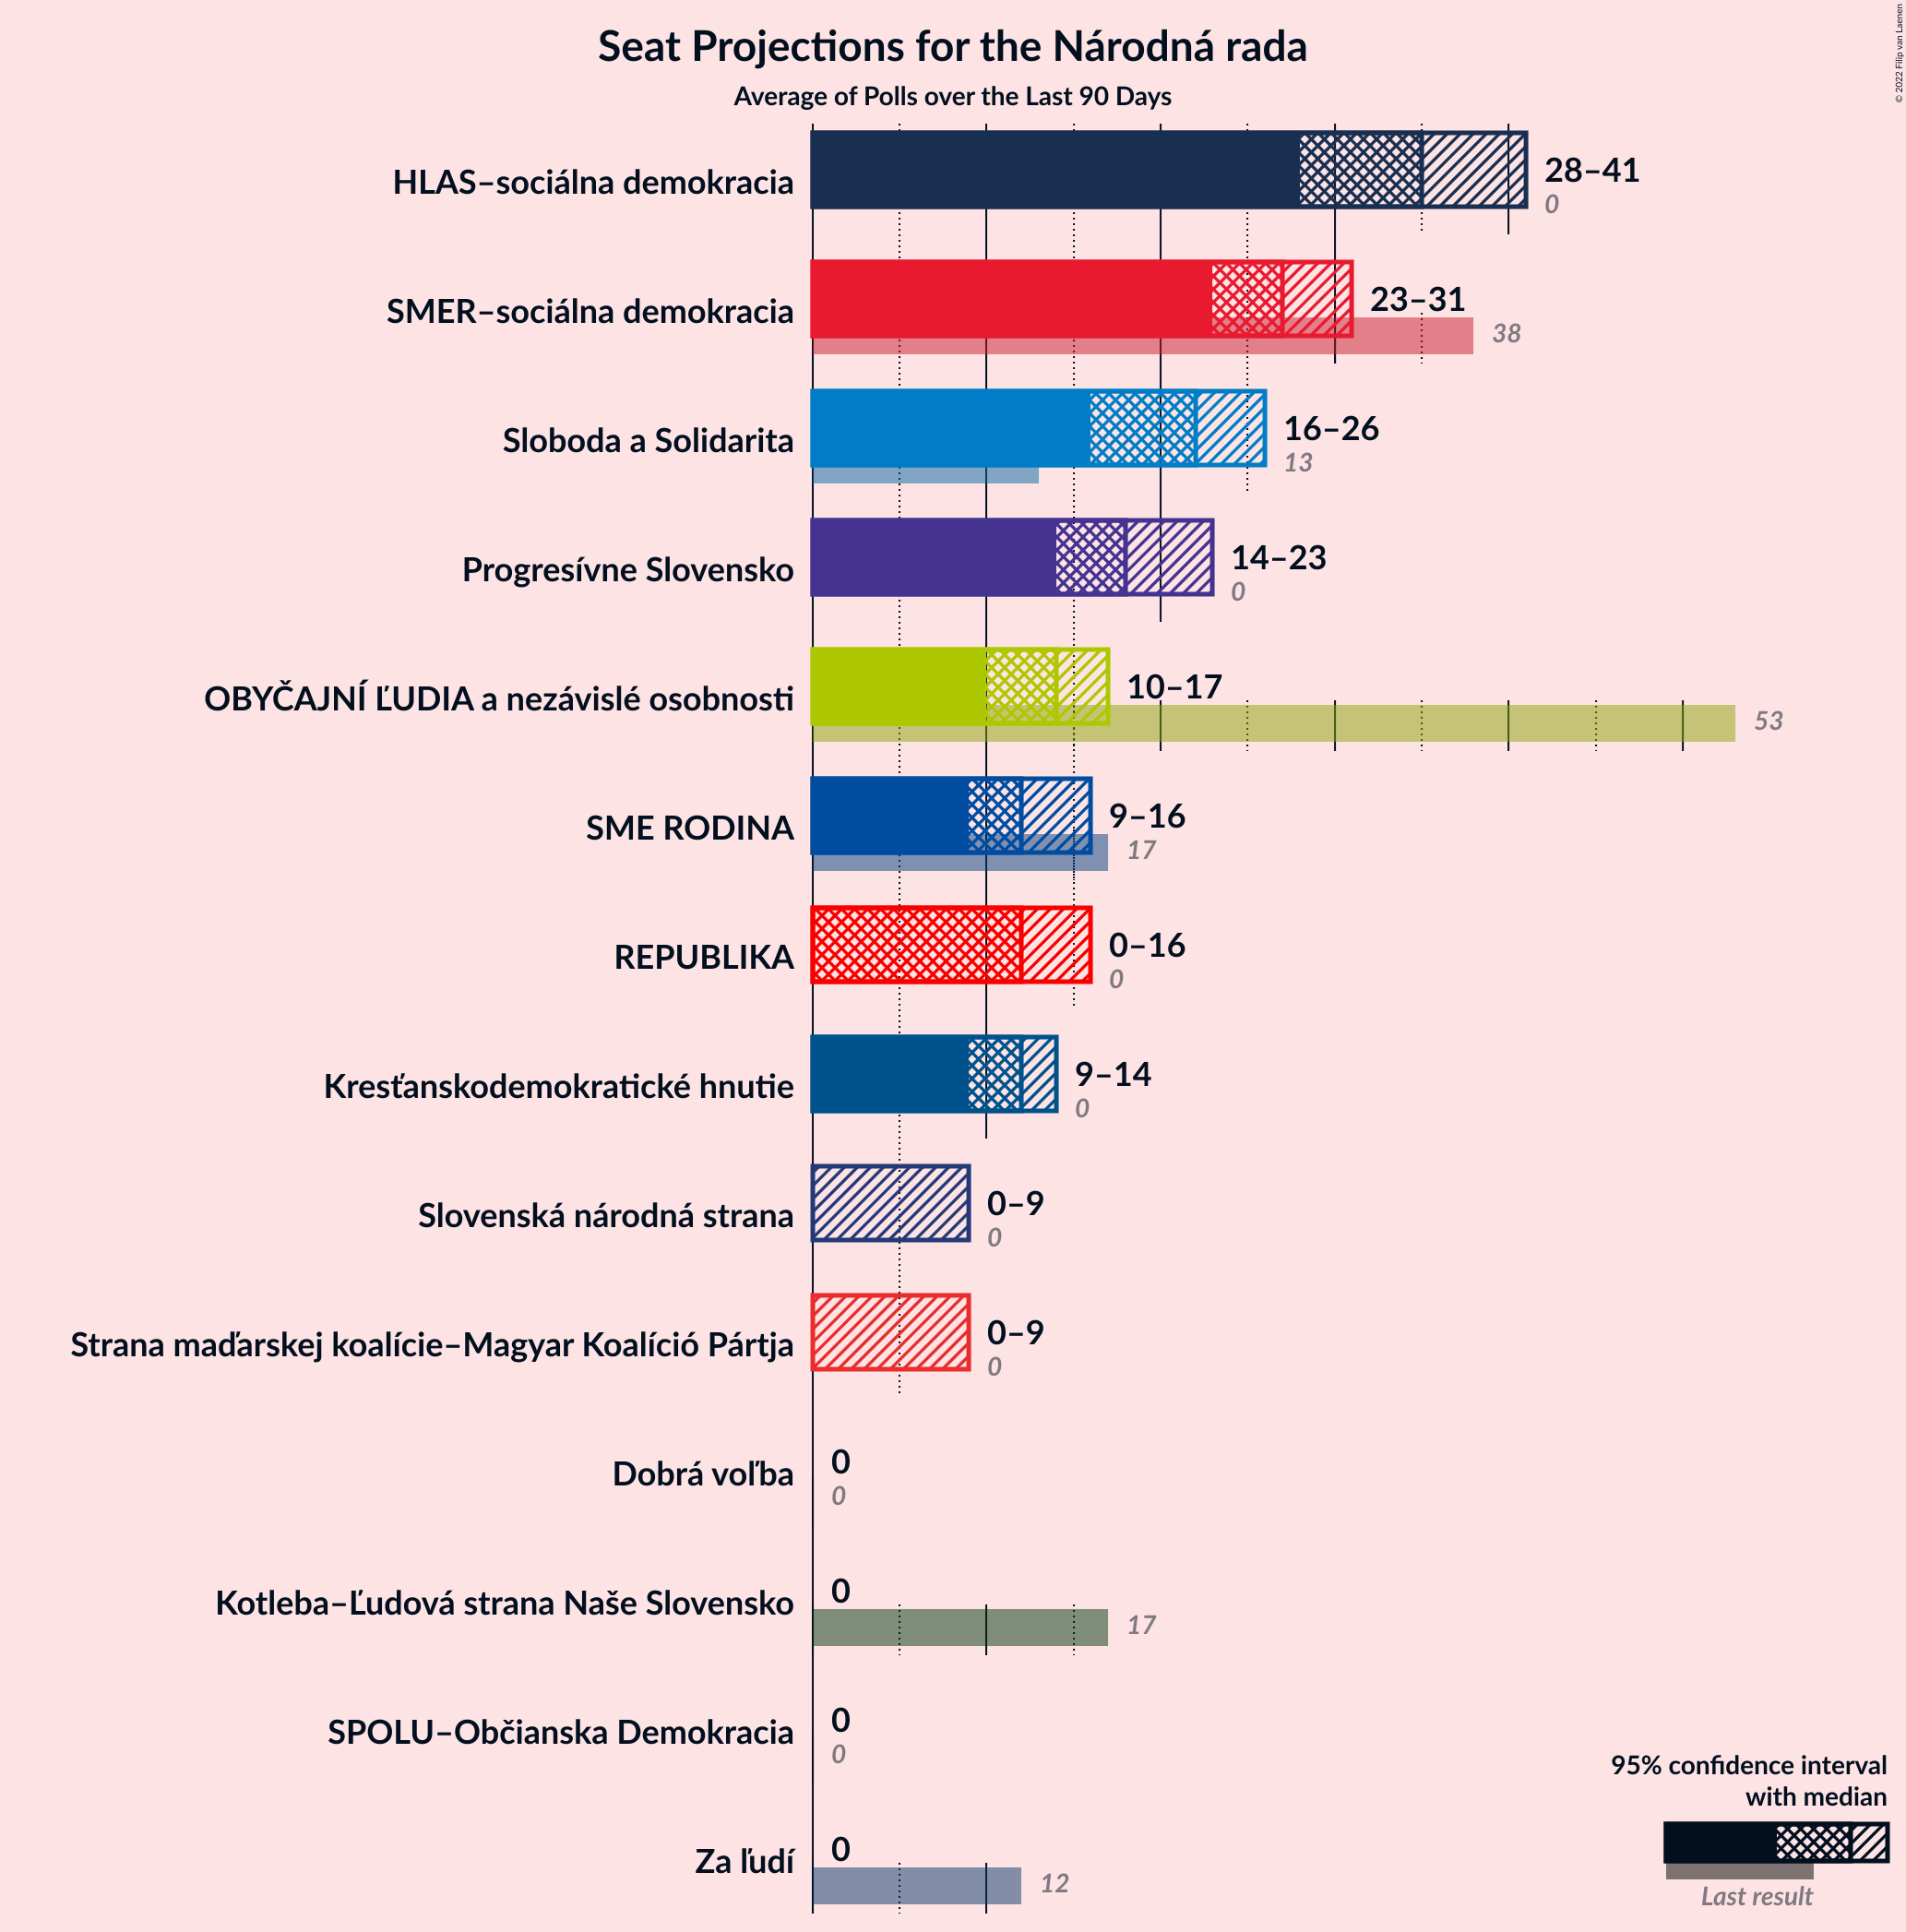 Seat Projections for the Národná rada
Average of Polls over the Last 90 Days
© 2022 Filip van Laenen
HLAS–sociálna demokracia
28–41
0
SMER–sociálna demokracia
23–31
38
Sloboda a Solidarita
16–26
13
Progresívne Slovensko
14–23
0
OBYČAJNÍ ĽUDIA a nezávislé osobnosti
10–17
53
SME RODINA
9–16
17
REPUBLIKA
0–16
0
Kresťanskodemokratické hnutie
9–14
0
Slovenská národná strana
0–9
0
Strana maďarskej koalície–Magyar Koalíció Pártja
0–9
0
Dobrá voľba
0
0
Kotleba–Ľudová strana Naše Slovensko
0
17
SPOLU–Občianska Demokracia
0
0
Za ľudí
0
12
95% confidence interval
with median
Last result